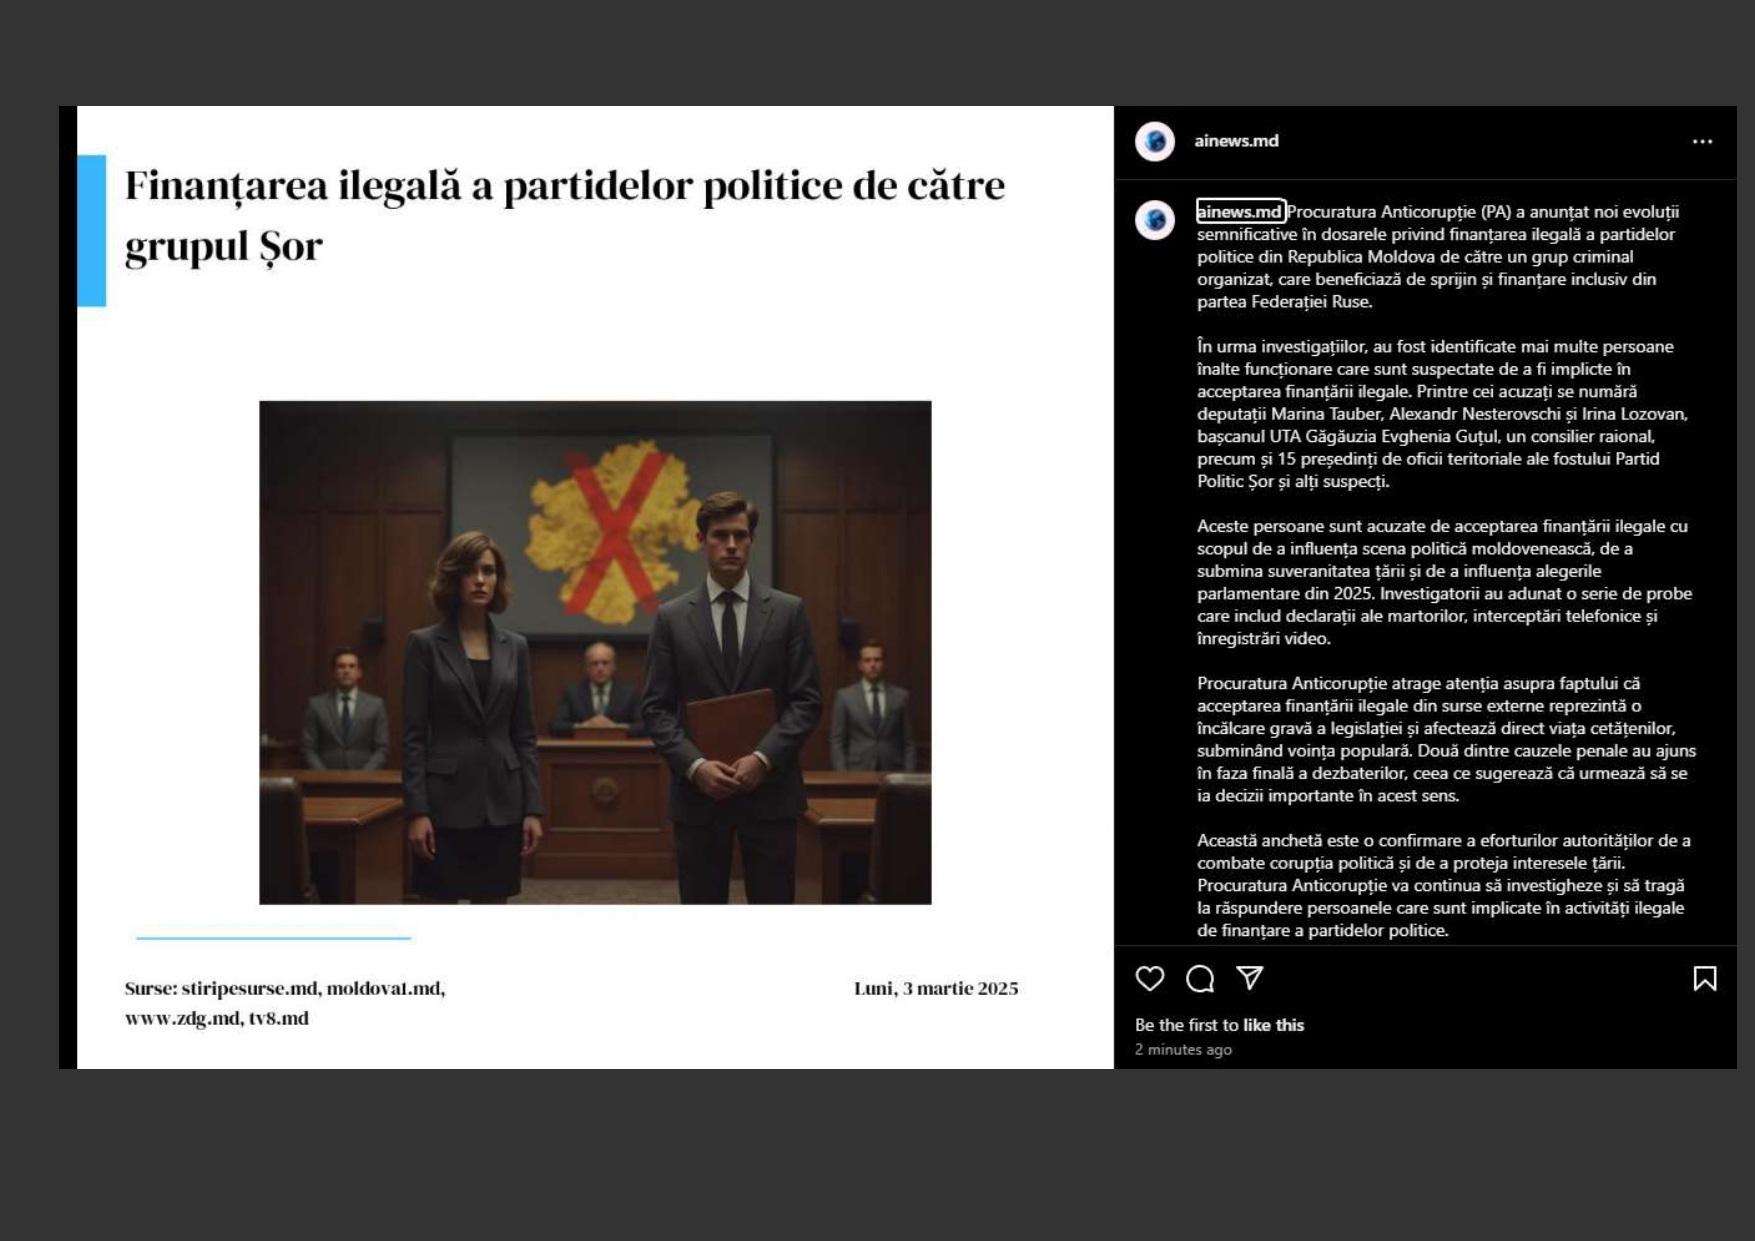 Finanțarea ilegală a partidelor politice de către
grupul Șor
Surse: stiripesurse.md, moldova1.md,
www.zdg.md, tv8.md
Luni, 3 martie 2025
ainews.md
ainews.md Procuratura Anticorupție (PA) a anunțat noi evoluții
semnificative în dosarele privind finanțarea ilegală a partidelor
politice din Republica Moldova de către un grup criminal
organizat, care beneficiază de sprijin și finanțare inclusiv din
partea Federației Ruse.
În urma investigațiilor, au fost identificate mai multe persoane
înalte funcționare care sunt suspectate de a fi implicte în
acceptarea finanțării ilegale. Printre cei acuzați se numără
deputații Marina Tauber, Alexandr Nesterovschi și Irina Lozovan,
bașcanul UTA Găgăuzia Evghenia Guțul, un consilier raional,
precum și 15 președinți de oficii teritoriale ale fostului Partid
Politic Șor și alți suspecți.
Aceste persoane sunt acuzate de acceptarea finanțării ilegale cu
scopul de a influența scena politică moldovenească, de a
submina suveranitatea țării și de a influența alegerile
parlamentare din 2025. Investigatorii au adunat o serie de probe
care includ declarații ale martorilor, interceptări telefonice și
înregistrări video.
Procuratura Anticorupție atrage atenția asupra faptului că
acceptarea finanțării ilegale din surse externe reprezintă o
încălcare gravă a legislației și afectează direct viața cetățenilor,
subminând voința populară. Două dintre cauzele penale au ajuns
în faza finală a dezbaterilor, ceea ce sugerează că urmează să se
ia decizii importante în acest sens.
Această anchetă este o confirmare a eforturilor autorităților de a
combate corupția politică și de a proteja interesele țării.
Procuratura Anticorupție va continua să investigheze și să tragă
la răspundere persoanele care sunt implicate în activități ilegale
de finanțare a partidelor politice.
Be the first to like this
2 minutes ago